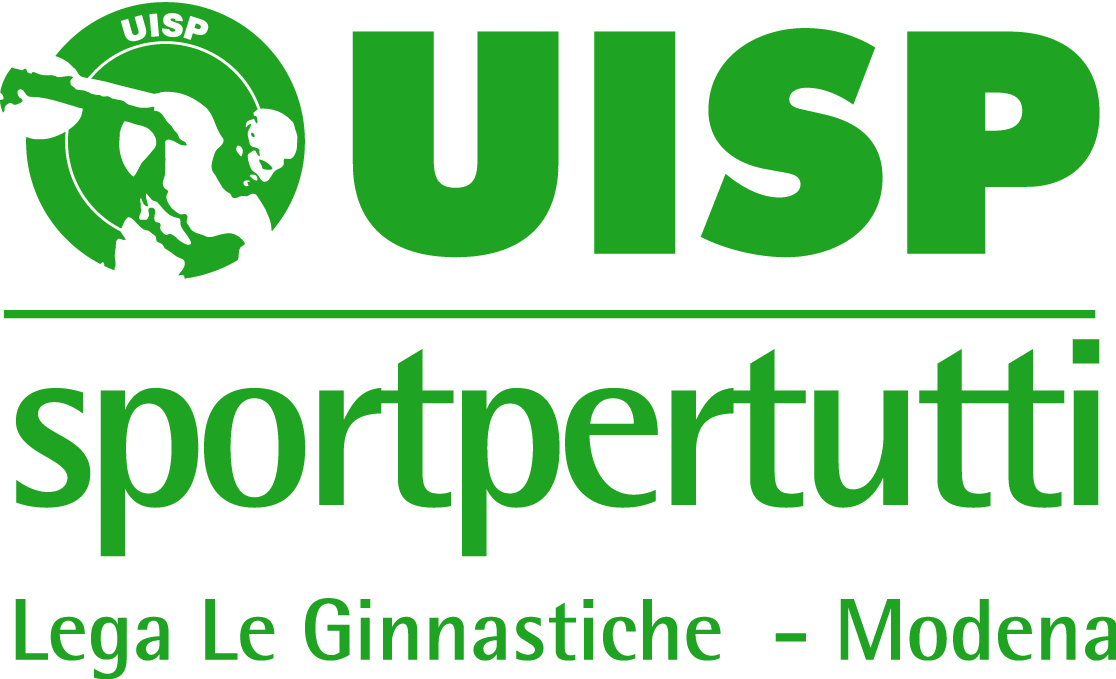 UISP
UISP
sportpertutti
Lega Le Ginnastiche - Modena